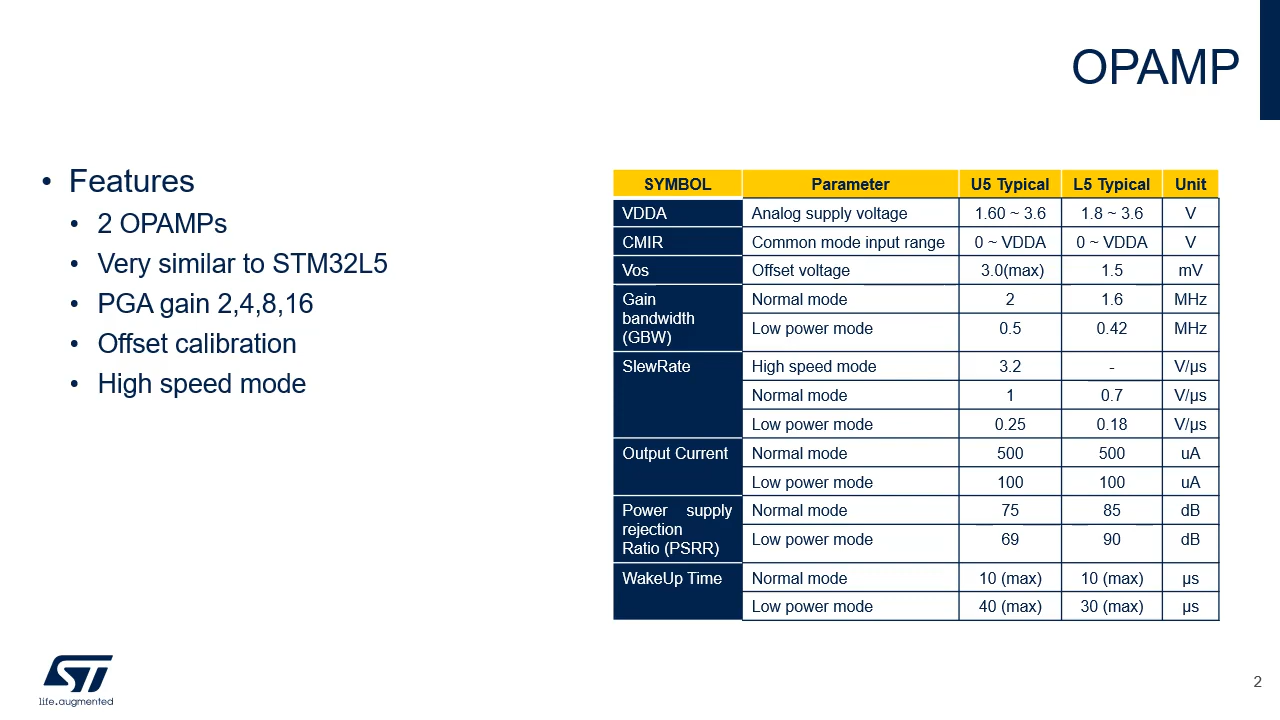 OPAMP
• Features
• 2 OPAMPs
• Very similar to STM32L5
• PGA gain 2,4,8,16
• Offset calibration
• High speed mode
SYMBOL Parameter U5 Typical L5 Typical Unit
VDDA Analog supply voltage 1.60 ~ 3.6 1.8 ~ 3.6 V
CMIR Common mode input range 0 ~ VDDA 0 ~ VDDA V
Vos Offset voltage 3.0(max) 1.5 mV
Gain Normal mode 2 1.6 MHz
bandwidth
(GBW) Low power mode 0.5 0.42 MHz
SlewRate High speed mode 3.2 - V/µs
Normal mode 1 0.7 V/µs
Low power mode 0.25 0.18 V/µs
Output Current Normal mode 500 500 uA
Low power mode 100 100 uA
Power supply Normal mode 75 85 dB
rejection
Ratio (PSRR) Low power mode 69 90 dB
WakeUp Time Normal mode 10 (max) 10 (max) µs
Low power mode 40 (max) 30 (max) µs
ST
life.augmented
2